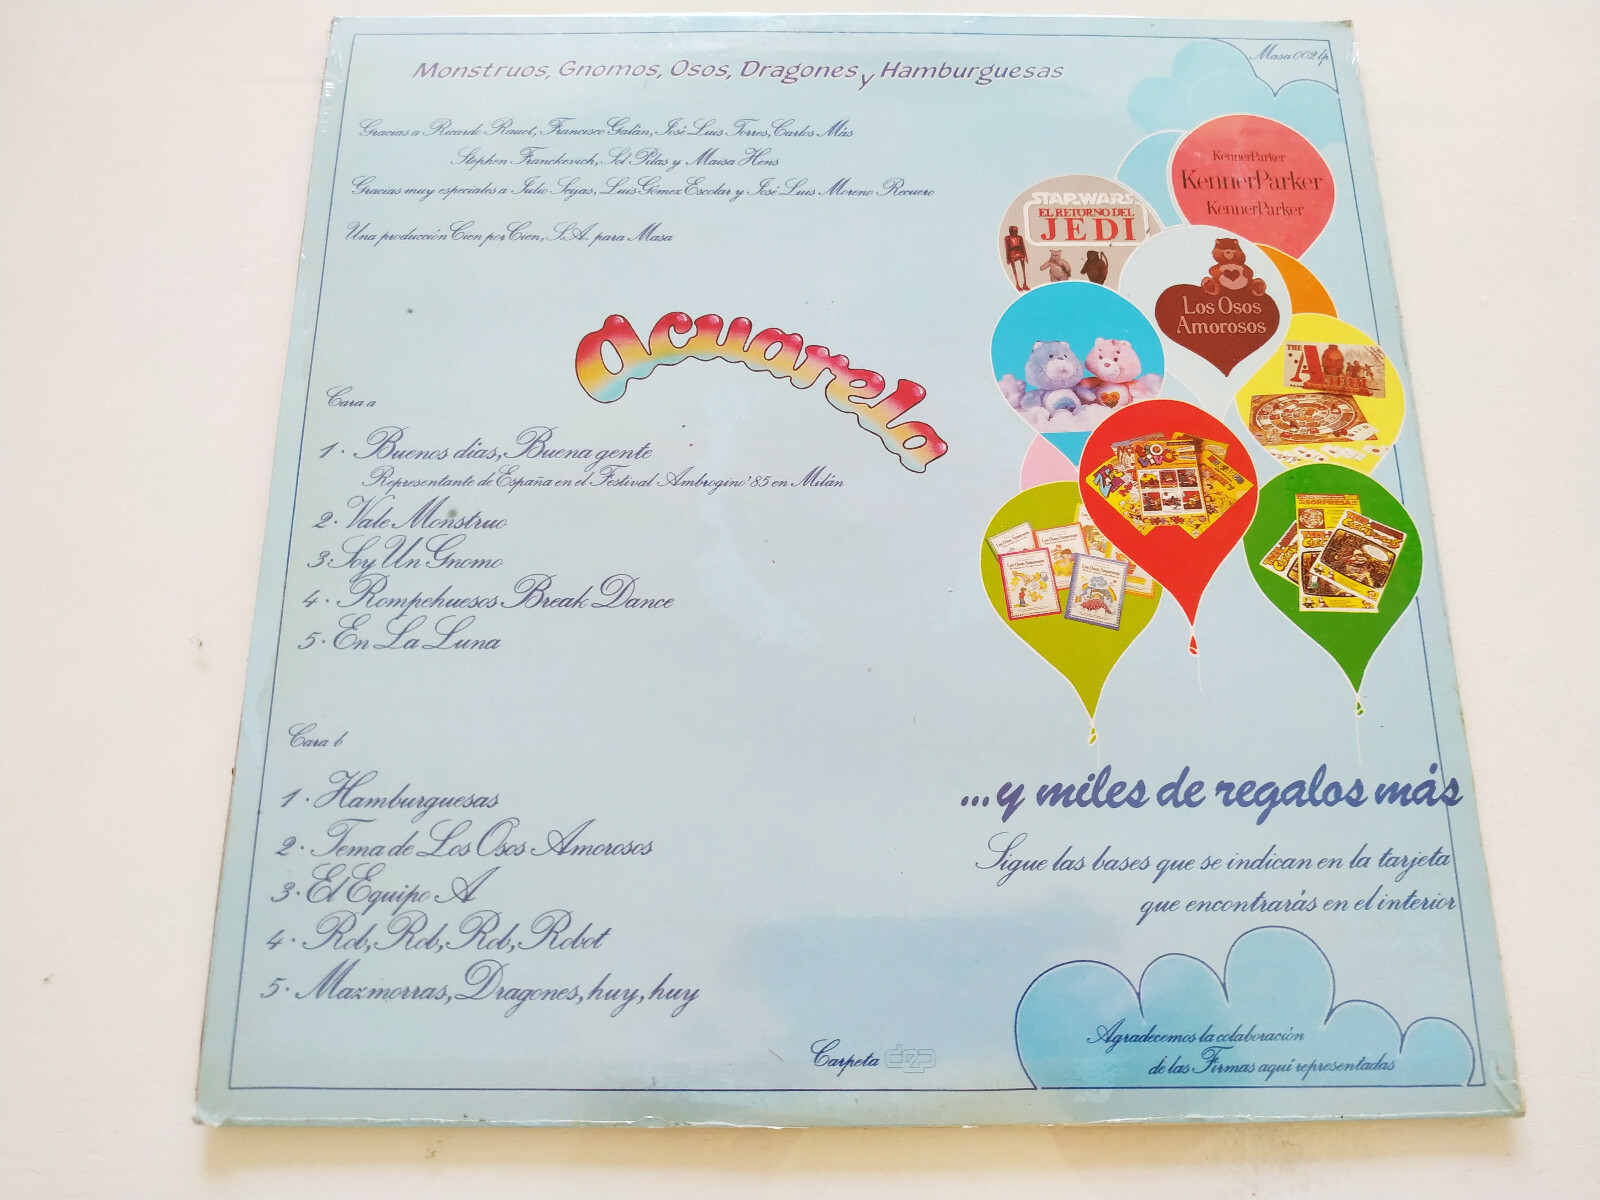 Monstruos, Gnomos, Osos, Dragones y Hamburguesas
Masa 002 lp
Gracias a Ricardo Rauet, Francisco Galán, José Luis Torres, Carlos Más
Stephen Franckevich, Sol Pilas y Maisa Hens
Gracias muy especiales a Julio Seijas, Luis Gómez Escolar y José Luis Moreno Recuero
Una producción Cien por Cien, S.A. para Masa
KennerParker
KennerParker
KennerParker
STAR WARS
EL RETORNO DEL
JEDI
Los Osos
Amorosos
THE
A
acuarela
Cara a
1. Buenos dias, Buena gente
Representante de España en el Festival Ambrogino'85 en Milán
2. Vale Monstruo
3. Soy Un Gnomo
4. Rompehuesos Break Dance
5. En La Luna
Cara b
1. Hamburguesas
2. Tema de Los Osos Amorosos
3. El Equipo A
4. Rob, Rob, Rob, Robot
5. Mazmorras, Dragones, huy, huy
...y miles de regalos más
Sigue las bases que se indican en la tarjeta
que encontrarás en el interior
Agradecemos la colaboración
de las Firmas aquí representadas
Carpeta dep